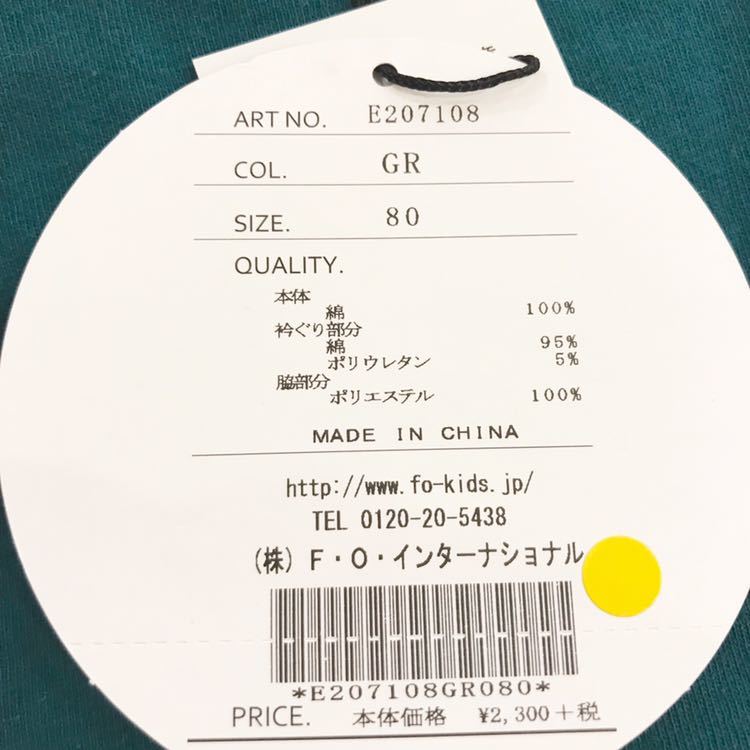 ART NO. E207108
COL. GR
SIZE. 80
QUALITY.
本体
綿 100%
衿ぐり部分
綿 95%
ポリウレタン 5%
脇部分
ポリエステル 100%
MADE IN CHINA
http://www.fo-kids.jp/
TEL 0120-20-5438
(株) F・O・インターナショナル
*E207108GR080*
PRICE. 本体価格 ¥2,300+税